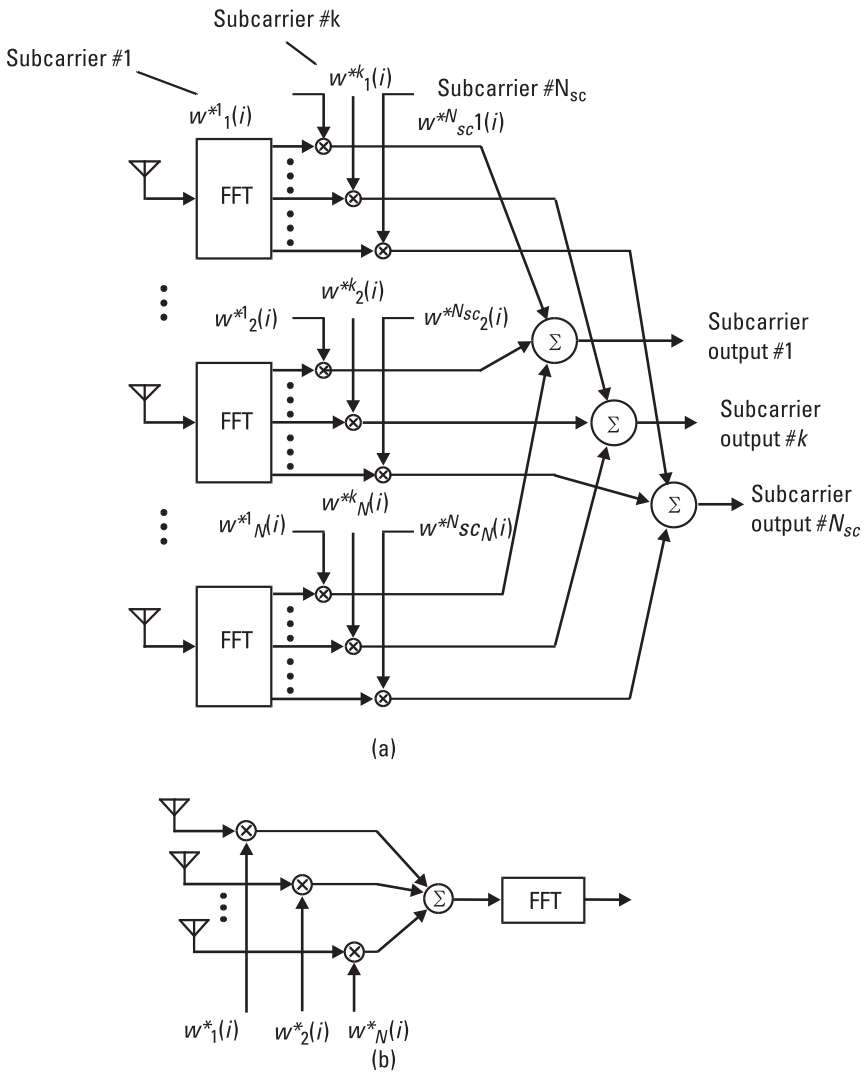 Subcarrier #k
Subcarrier #1
w*k1(i)
Subcarrier #Nsc
w*11(i)
w*Nsc1(i)
FFT
w*k2(i)
w*12(i)
w*Nsc2(i)
Σ
Subcarrier
output #1
FFT
Σ
Subcarrier
output #k
w*kN(i)
w*1N(i)
w*NscN(i)
Σ
Subcarrier
output #Nsc
FFT
(a)
Σ
FFT
w*1(i)
w*2(i)
w*N(i)
(b)